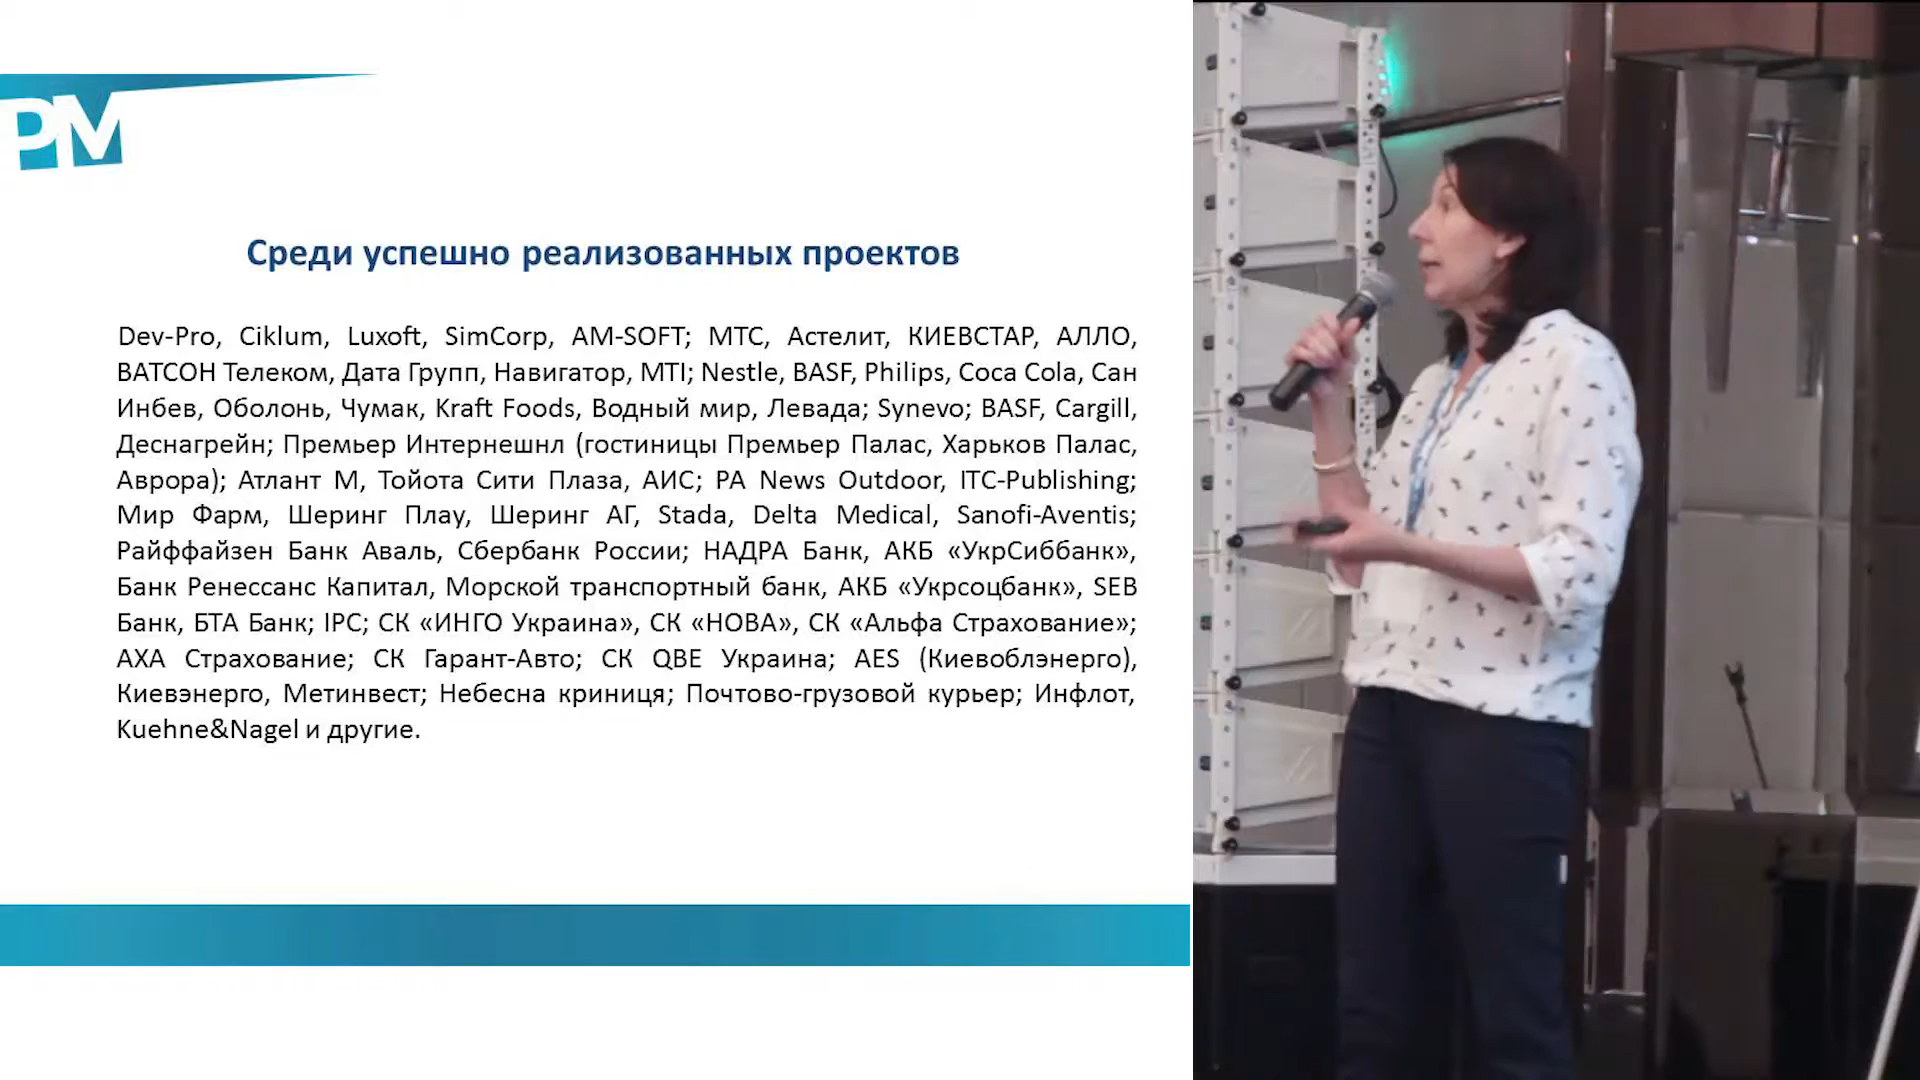 PM
Среди успешно реализованных проектов
Dev-Pro, Ciklum, Luxoft, SimCorp, AM-SOFT; МТС, Астелит, КИЕВСТАР, АЛЛО,
ВАТСОН Телеком, Дата Групп, Навигатор, MTI; Nestle, BASF, Philips, Coca Cola, Сан
Инбев, Оболонь, Чумак, Kraft Foods, Водный мир, Левада; Synevo; BASF, Cargill,
Деснагрейн; Премьер Интернешнл (гостиницы Премьер Палас, Харьков Палас,
Аврора); Атлант М, Тойота Сити Плаза, АИС; РА News Outdoor, ITC-Publishing;
Мир Фарм, Шеринг Плау, Шеринг АГ, Stada, Delta Medical, Sanofi-Aventis;
Райффайзен Банк Аваль, Сбербанк России; НАДРА Банк, АКБ «УкрСиббанк»,
Банк Ренессанс Капитал, Морской транспортный банк, АКБ «Укрсоцбанк», SEB
Банк, БТА Банк; IPC; СК «ИНГО Украина», СК «НОВА», СК «Альфа Страхование»;
АХА Страхование; СК Гарант-Авто; СК QBE Украина; AES (Киевоблэнерго),
Киевэнерго, Метинвест; Небесна криниця; Почтово-грузовой курьер; Инфлот,
Kuehne&Nagel и другие.